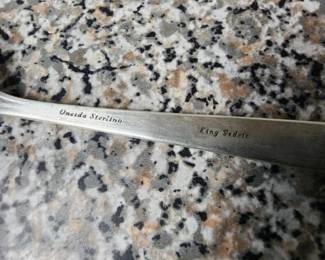 Oneida Sterling
King Cedric